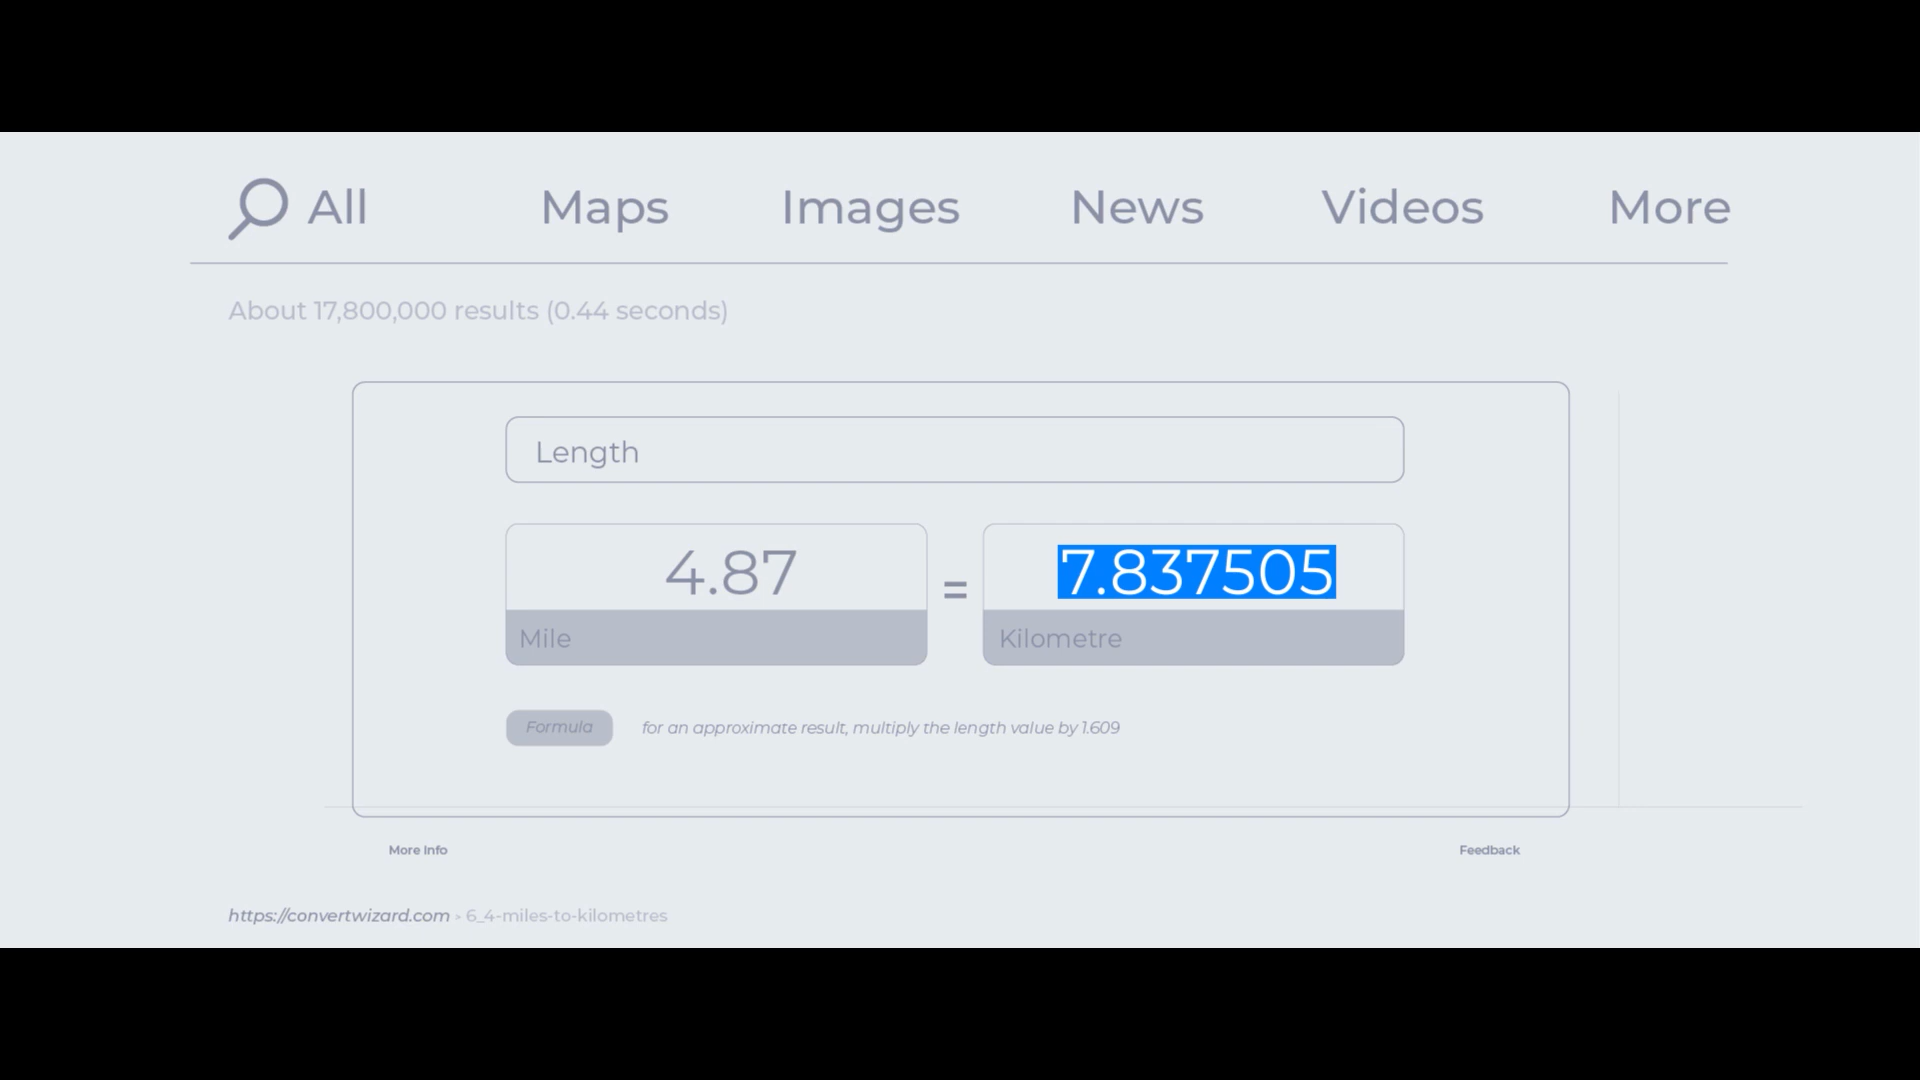 All Maps Images News Videos More
About 17,800,000 results (0.44 seconds)
Length
4.87 = 7.837505
Mile Kilometre
Formula for an approximate result, multiply the length value by 1.609
More info Feedback
https://convertwizard.com > 6_4-miles-to-kilometres